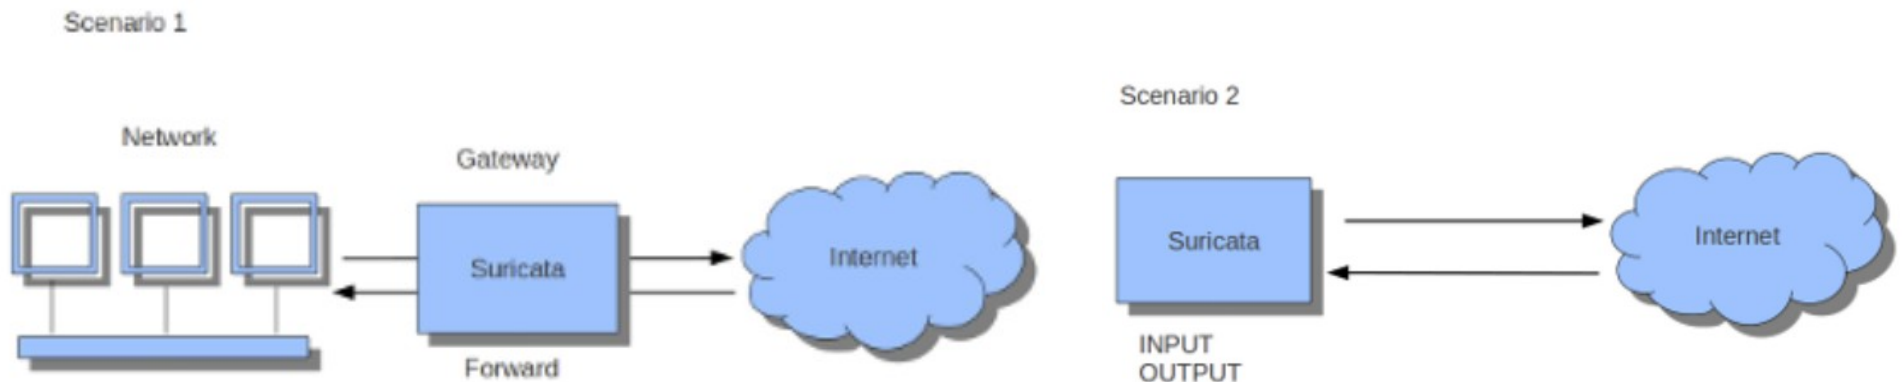 Scenario 1
Network
Gateway
Suricata
Internet
Forward
Scenario 2
Suricata
Internet
INPUT
OUTPUT